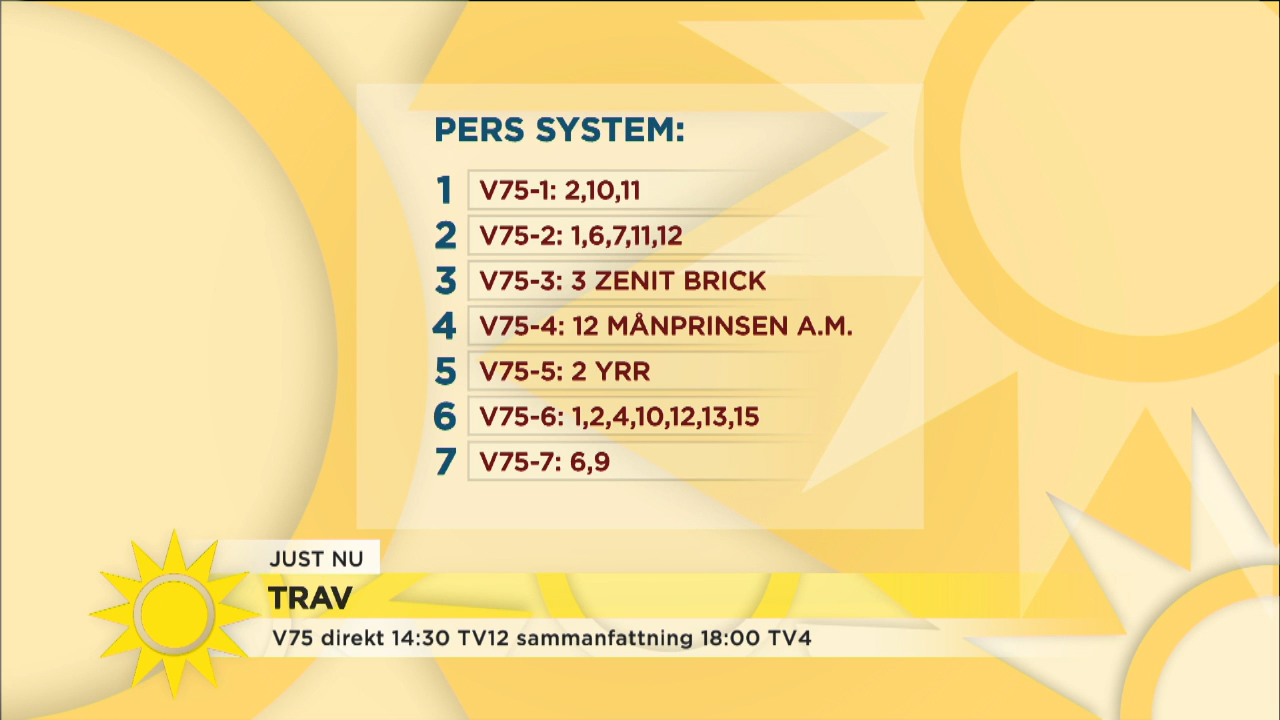 PERS SYSTEM:
1 V75-1: 2,10,11
2 V75-2: 1,6,7,11,12
3 V75-3: 3 ZENIT BRICK
4 V75-4: 12 MÅNPRINSEN A.M.
5 V75-5: 2 YRR
6 V75-6: 1,2,4,10,12,13,15
7 V75-7: 6,9
JUST NU
TRAV
V75 direkt 14:30 TV12 sammanfattning 18:00 TV4